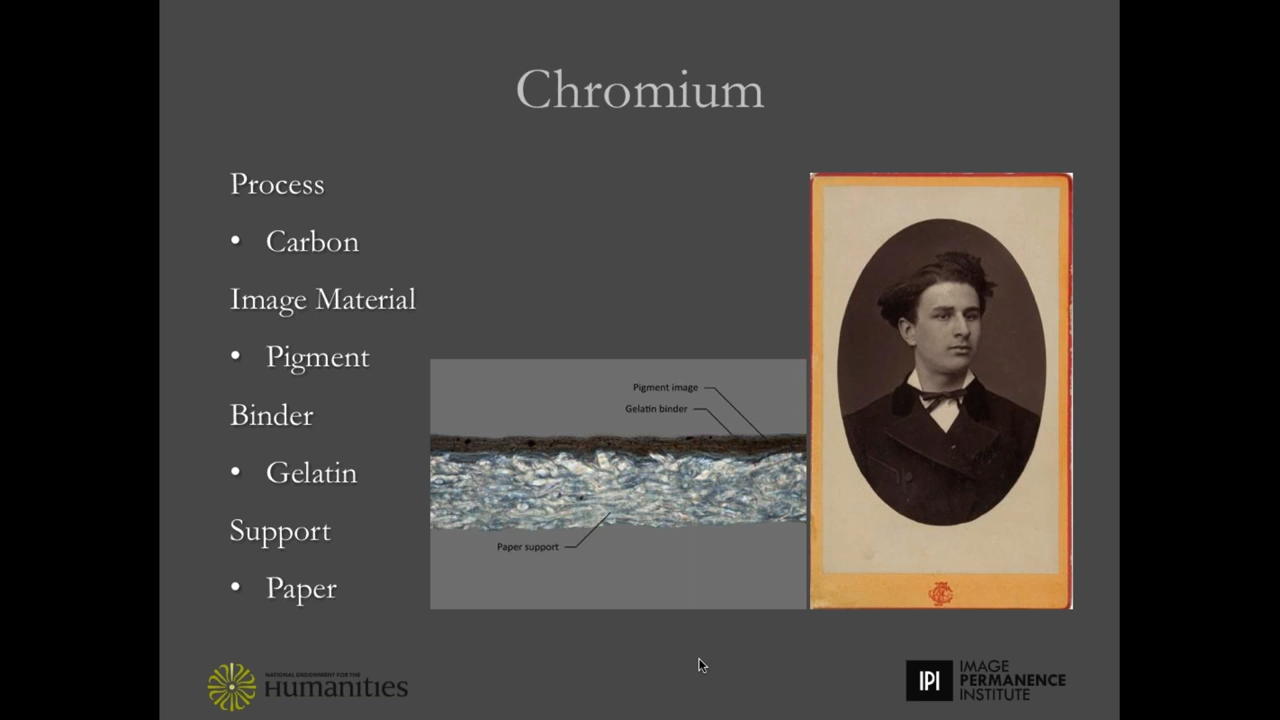 Chromium
Process
• Carbon
Image Material
• Pigment
Binder
• Gelatin
Support
• Paper
Pigment image
Gelatin binder
Paper support
NATIONAL ENDOWMENT FOR THE
Humanities
IPI
IMAGE
PERMANENCE
INSTITUTE